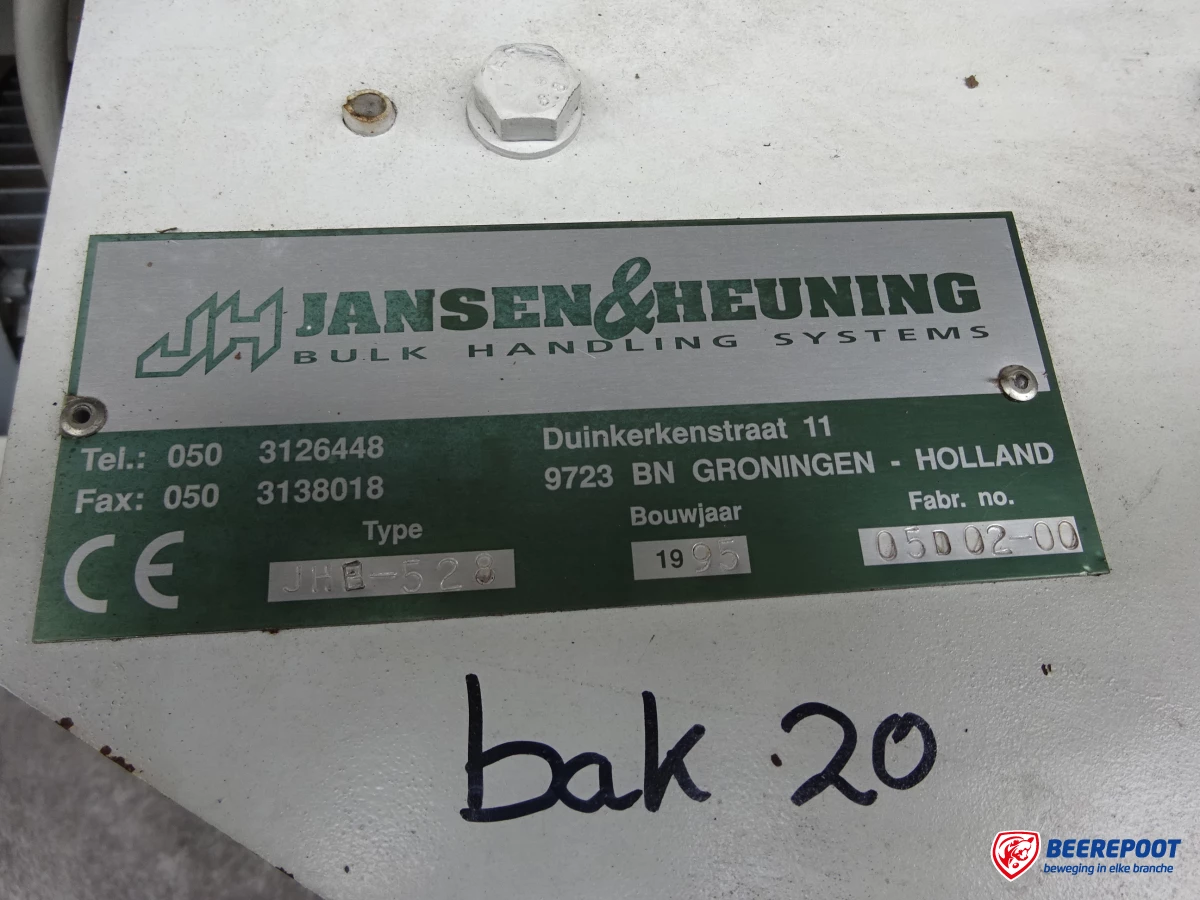 JH JANSEN&HEUNING
BULK HANDLING SYSTEMS
Tel.: 050 3126448
Fax: 050 3138018
Duinkerkenstraat 11
9723 BN GRONINGEN - HOLLAND
CE
Type
Bouwjaar
1995
Fabr. no.
05D02-00
bak 20
BEEREPOOT
beweging in elke branche